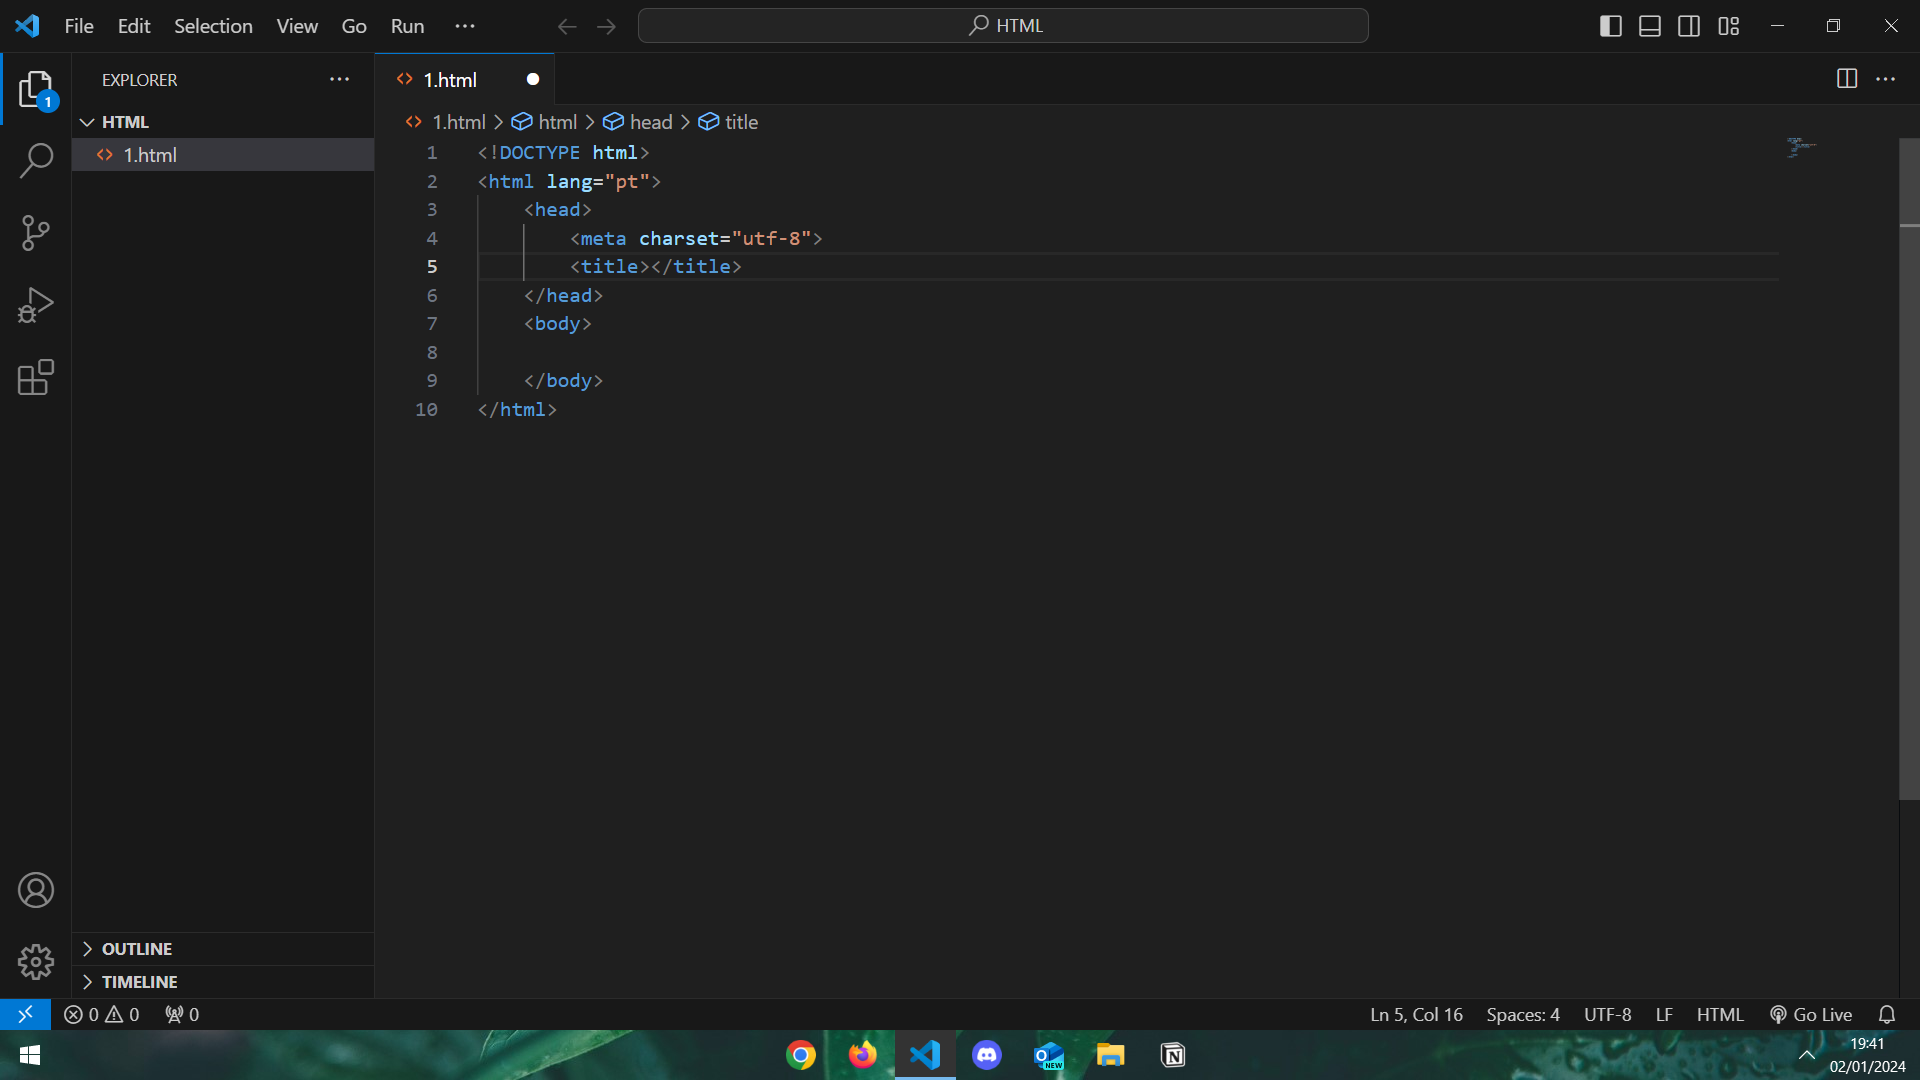 File Edit Selection View Go Run ···
HTML
EXPLORER ···
HTML
1.html
1
1.html
1.html > html > head > title
1 <!DOCTYPE html>
2 <html lang="pt">
3 <head>
4 <meta charset="utf-8">
5 <title></title>
6 </head>
7 <body>
8
9 </body>
10 </html>
OUTLINE
TIMELINE
0 0 0
Ln 5, Col 16 Spaces: 4 UTF-8 LF HTML Go Live
NEW
19:41
02/01/2024